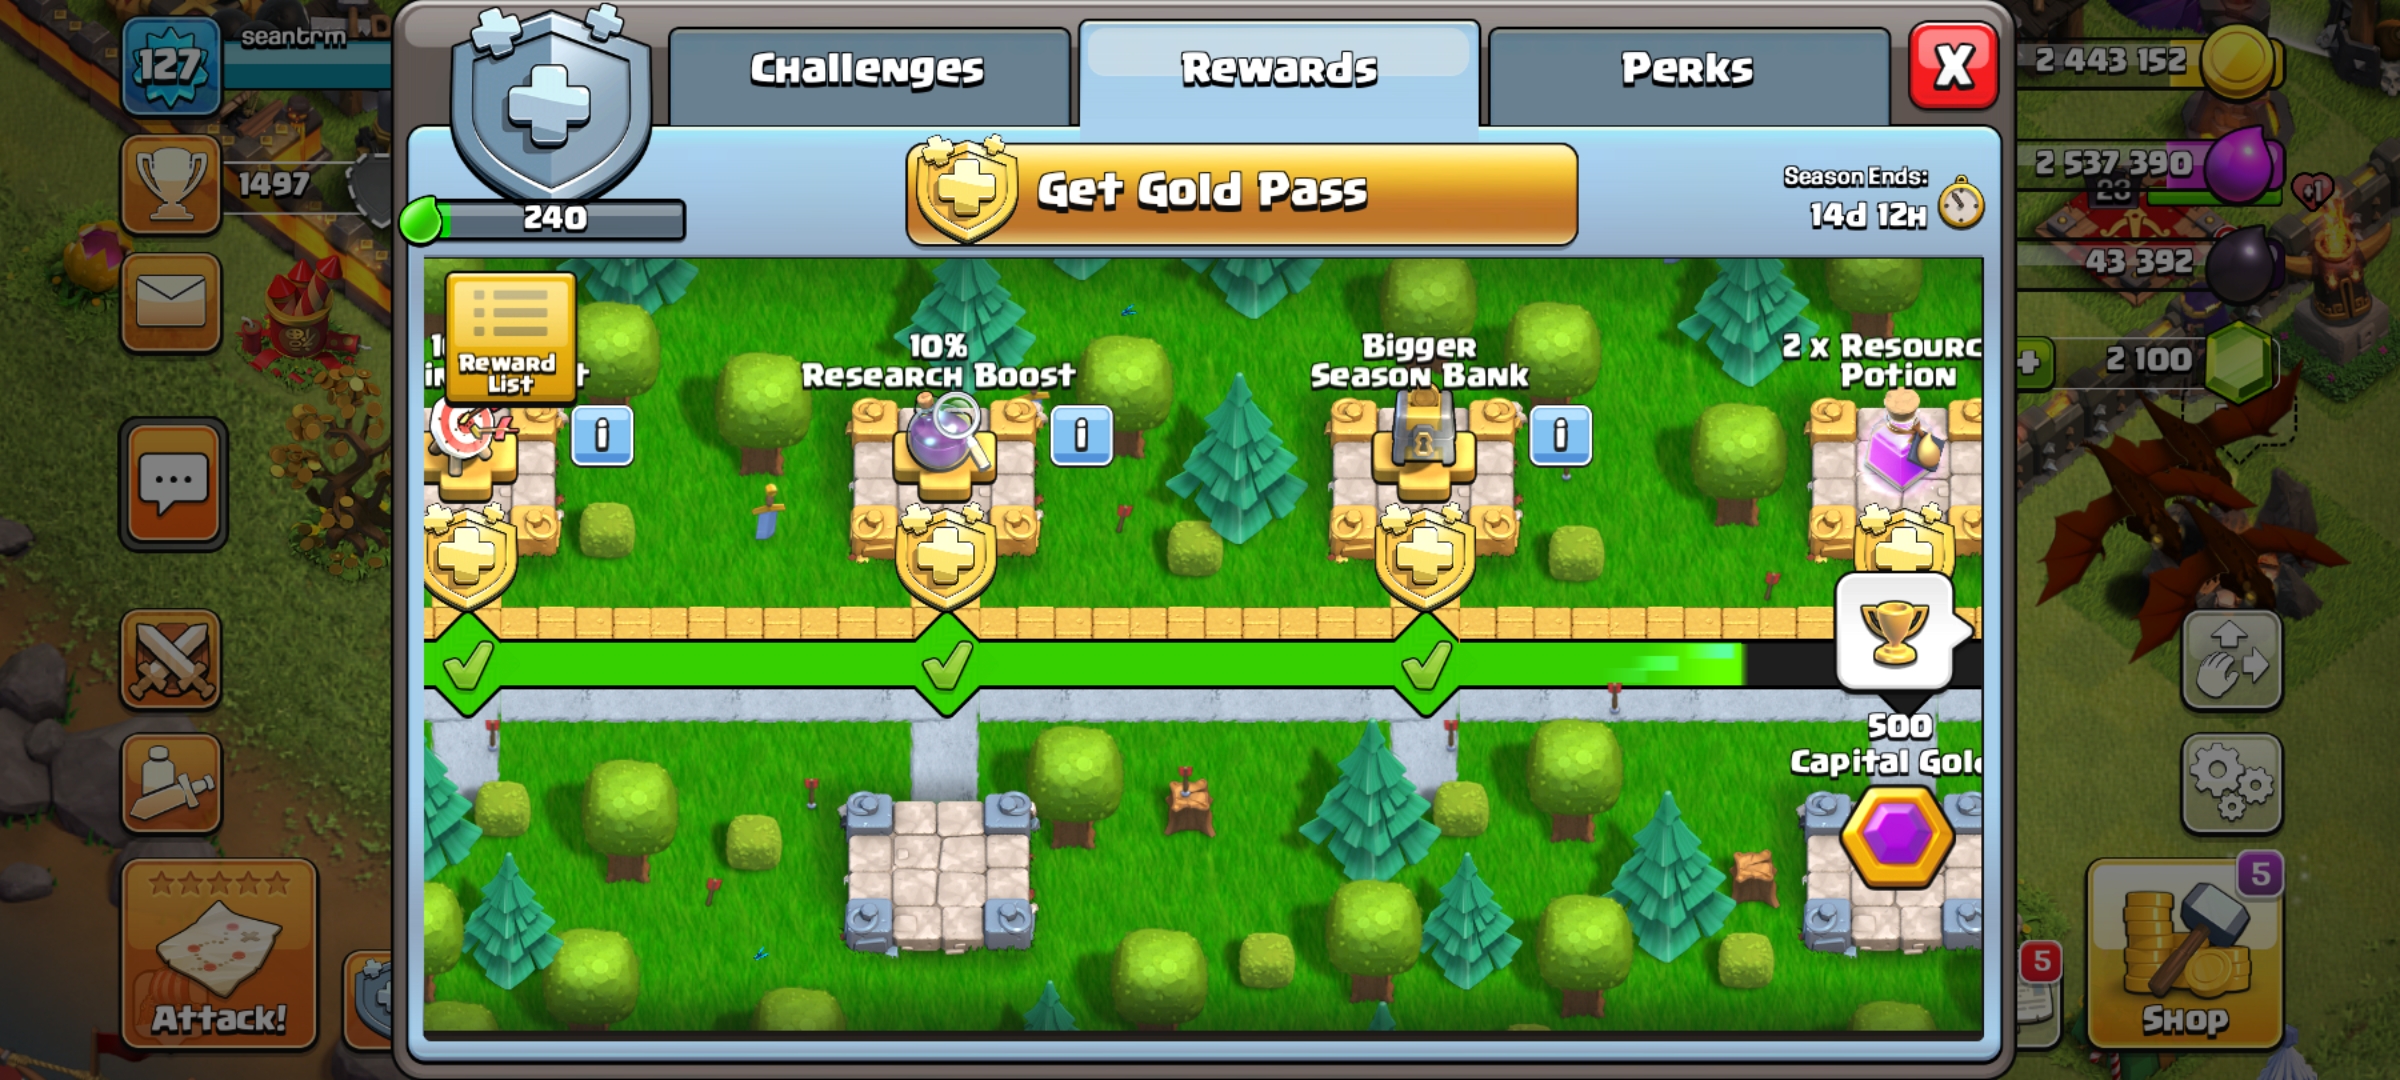 127
seantrm
Challenges
Rewards
Perks
X
2 443 152
1497
240
Get Gold Pass
Season Ends:
14d 12h
2 537 390
23
+1
43 392
2 100
Reward
List
10%
Research Boost
Bigger
Season Bank
2 x Resourc
Potion
i
i
i
500
Capital Gol
5
5
Attack!
Shop